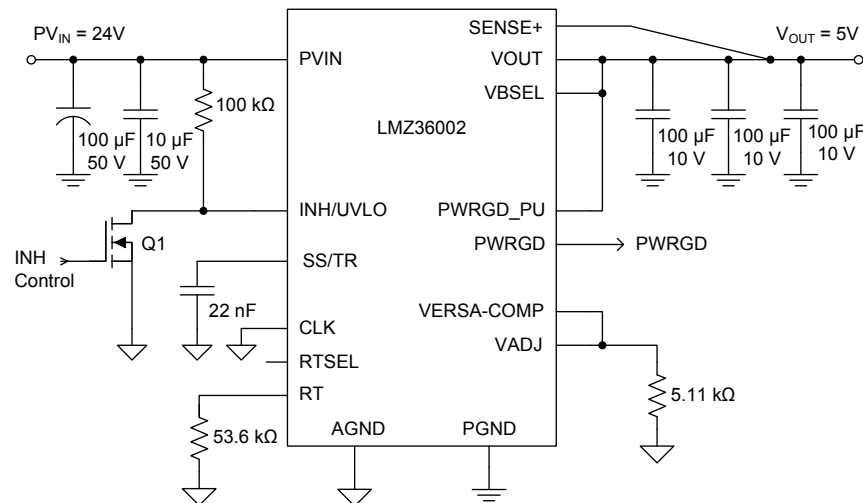 PVIN = 24V
SENSE+
VOUT = 5V
PVIN
VOUT
VBSEL
100 kΩ
LMZ36002
100 µF
50 V
10 µF
50 V
100 µF
10 V
100 µF
10 V
100 µF
10 V
INH/UVLO
PWRGD_PU
Q1
INH
Control
PWRGD
PWRGD
SS/TR
22 nF
VERSA-COMP
CLK
VADJ
RTSEL
RT
5.11 kΩ
53.6 kΩ
AGND
PGND